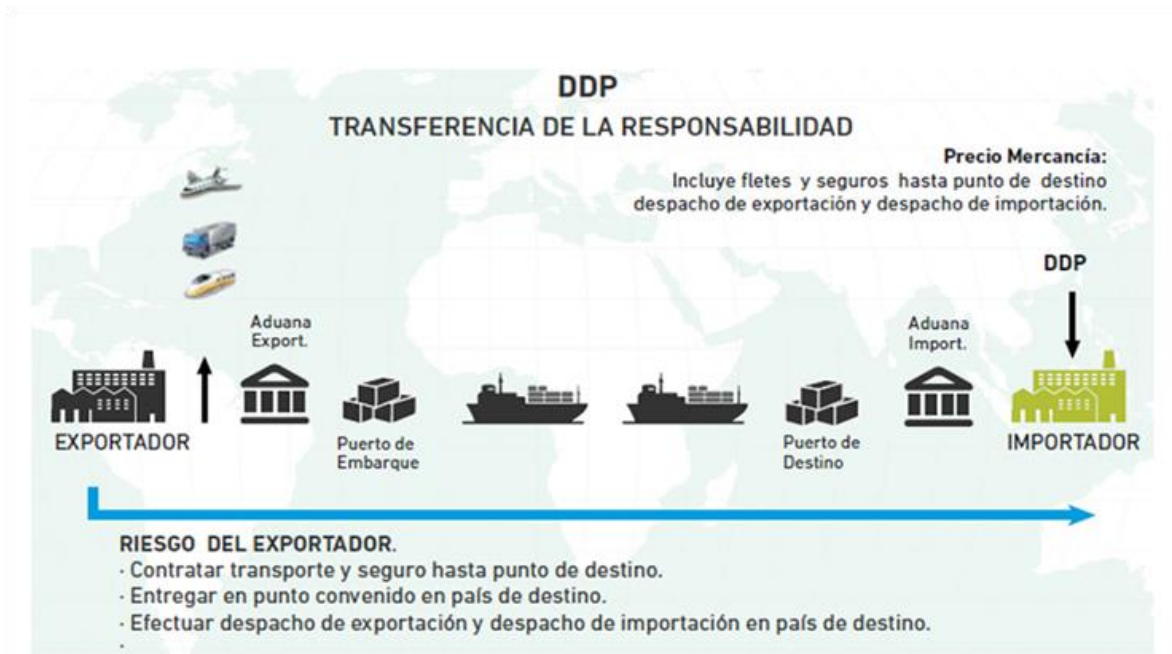 DDP
TRANSFERENCIA DE LA RESPONSABILIDAD
Precio Mercancía:
Incluye fletes y seguros hasta punto de destino
despacho de exportación y despacho de importación.
DDP
Aduana
Export.
Aduana
Import.
EXPORTADOR
Puerto de
Embarque
Puerto de
Destino
IMPORTADOR
RIESGO DEL EXPORTADOR.
· Contratar transporte y seguro hasta punto de destino.
· Entregar en punto convenido en país de destino.
· Efectuar despacho de exportación y despacho de importación en país de destino.
·